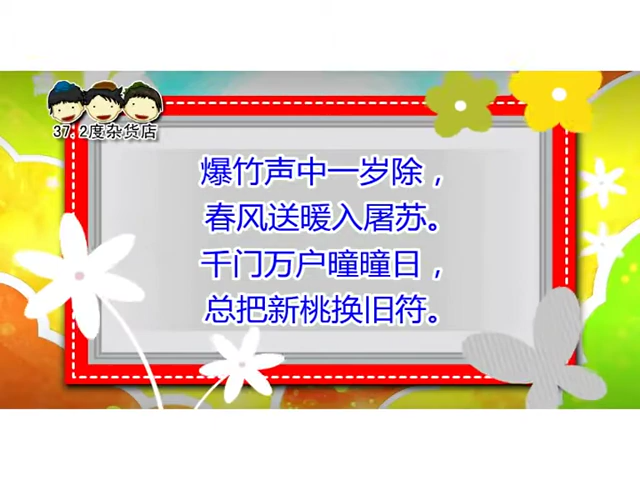 37.2度杂货店
爆竹声中一岁除，
春风送暖入屠苏。
千门万户曈曈日，
总把新桃换旧符。